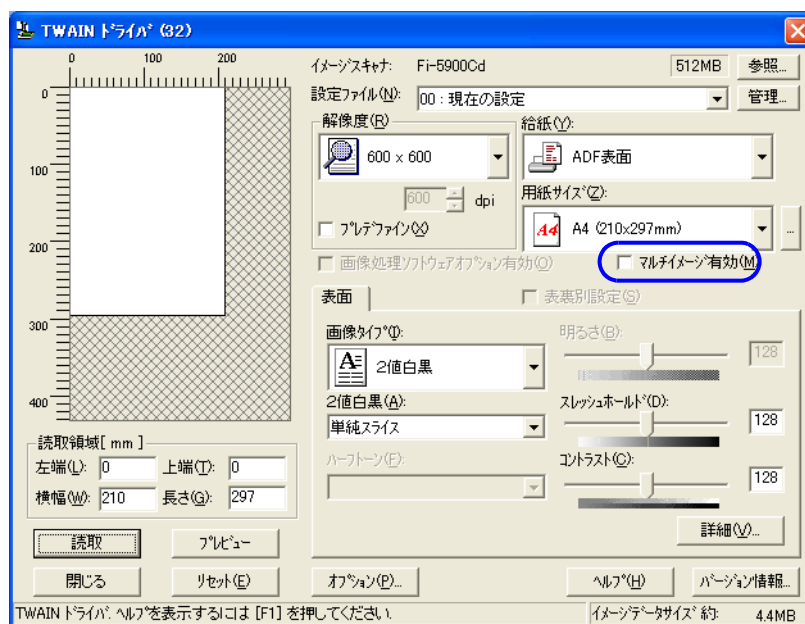 TWAIN ﾄﾞﾗｲﾊﾞ (32)
0 100 200
0
100
200
300
400
ｲﾒｰｼﾞｽｷｬﾅ: Fi-5900Cd 512MB 参照...
設定ﾌｧｲﾙ(N): 00 : 現在の設定 管理...
解像度(R)
600 × 600
600 dpi
ﾌﾟﾚﾃﾞﾌｧｲﾝ(X)
給紙(Y):
ADF表面
用紙ｻｲｽﾞ(Z):
A4 A4 (210x297mm) ...
画像処理ｿﾌﾄｳｪｱｵﾌﾟｼｮﾝ有効(O) ﾏﾙﾁｲﾒｰｼﾞ有効(M)
表面 表裏別設定(S)
画像ﾀｲﾌﾟ(I):
A 2値白黒
2値白黒(A):
単純ｽﾗｲｽ
ﾊｰﾌﾄｰﾝ(F):
明るさ(B):
128
ｽﾚｯｼｭﾎｰﾙﾄﾞ(D):
128
ｺﾝﾄﾗｽﾄ(C):
128
詳細(V)...
読取領域[ mm ]
左端(L): 0 上端(T): 0
横幅(W): 210 長さ(G): 297
読取 ﾌﾟﾚﾋﾞｭｰ
閉じる ﾘｾｯﾄ(E) ｵﾌﾟｼｮﾝ(P)... ﾍﾙﾌﾟ(H) ﾊﾞｰｼﾞｮﾝ情報...
TWAIN ﾄﾞﾗｲﾊﾞ. ﾍﾙﾌﾟを表示するには [F1] を押してください. ｲﾒｰｼﾞﾃﾞｰﾀｻｲｽﾞ約: 4.4MB